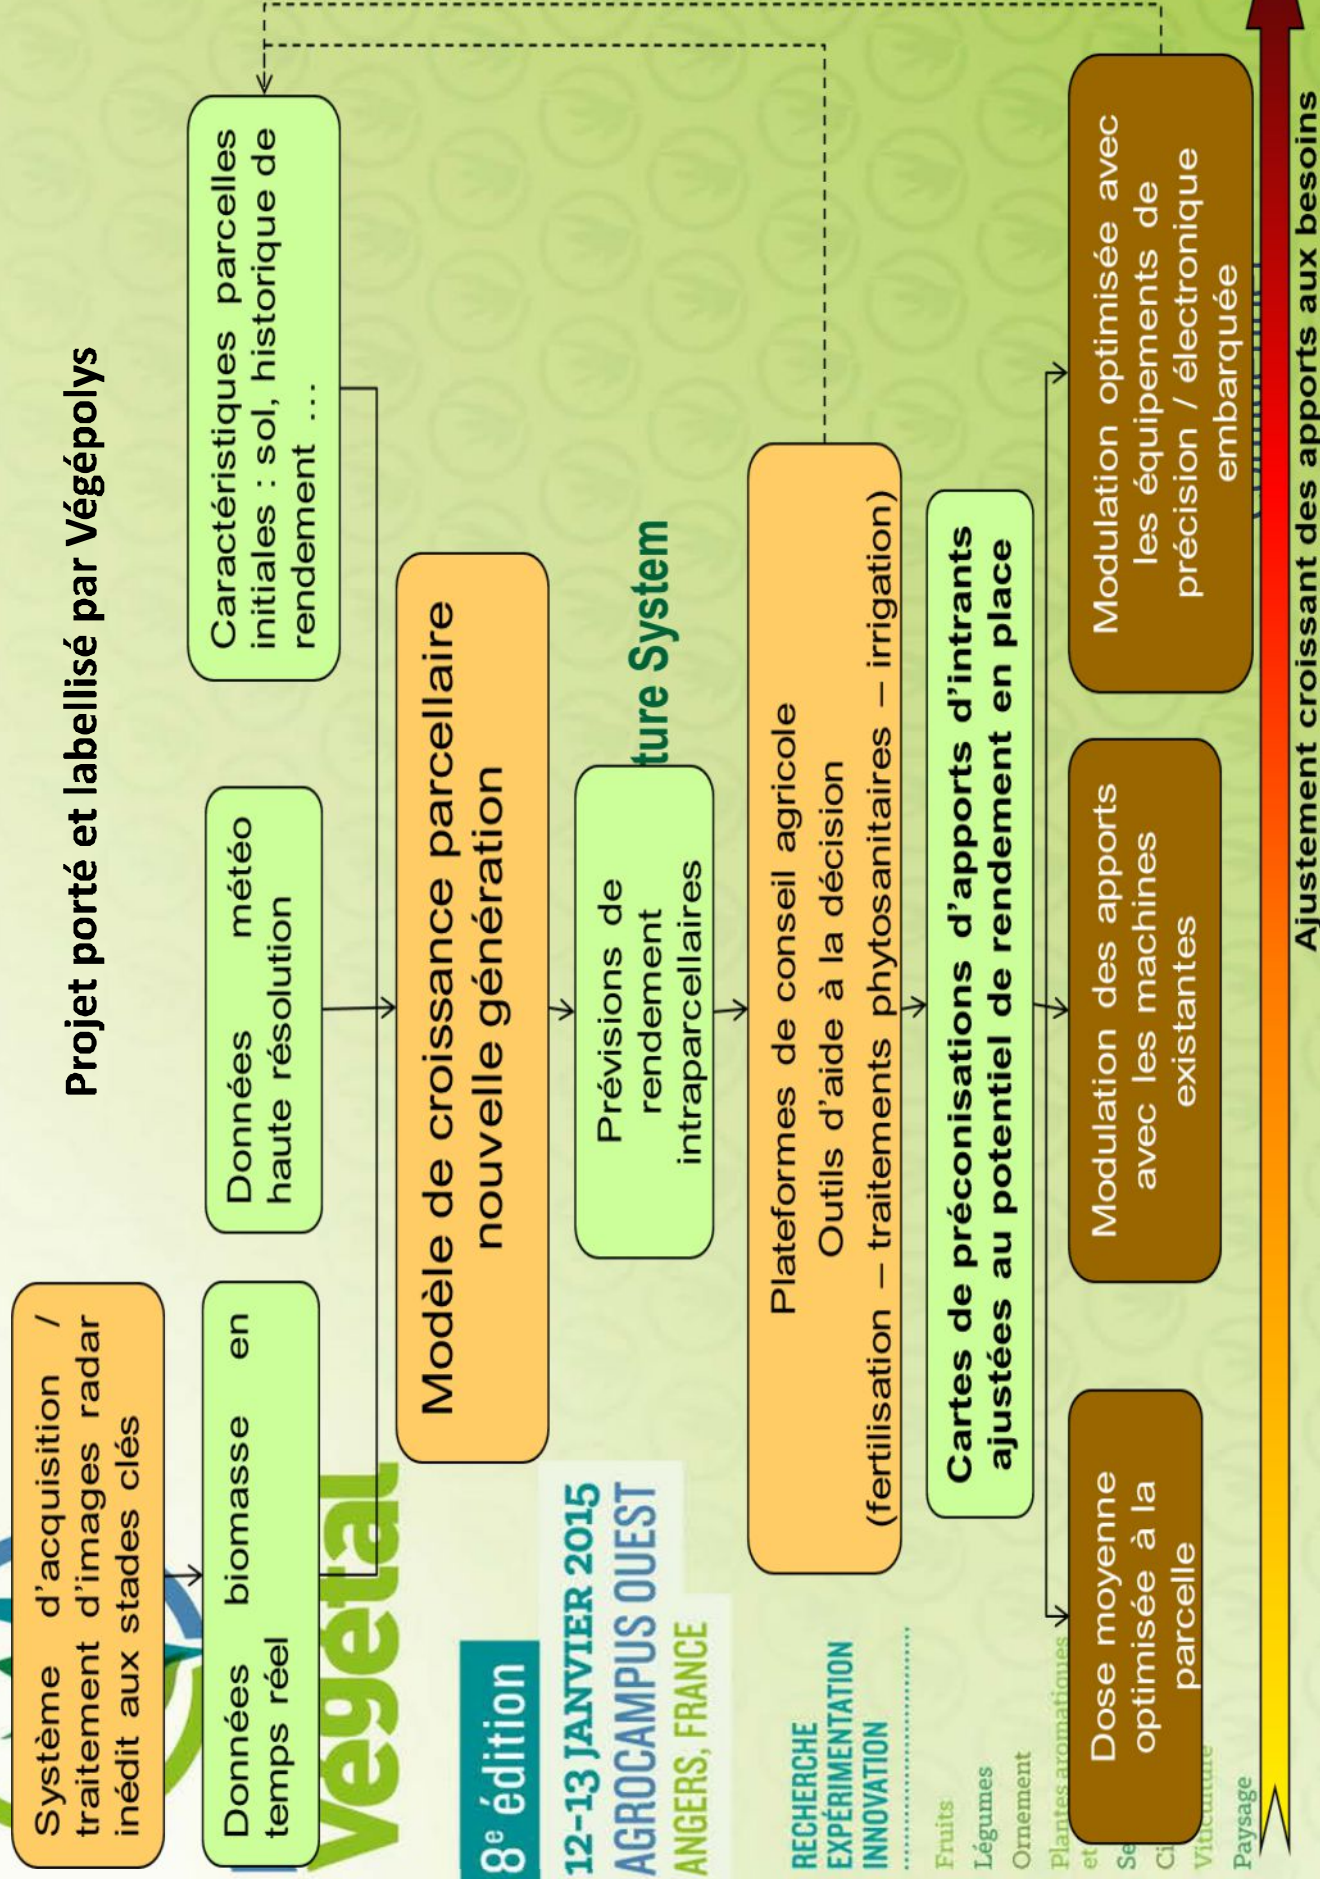 Projet porté et labellisé par Végépolys
Système d'acquisition /
traitement d'images radar
inédit aux stades clés
Données biomasse en
temps réel
Données météo
haute résolution
Caractéristiques parcelles
initiales : sol, historique de
rendement ...
Végétal
Modèle de croissance parcellaire
nouvelle génération
8e édition
12-13 JANVIER 2015
AGROCAMPUS OUEST
ANGERS, FRANCE
Prévisions de
rendement
intraparcellaires
ture System
Plateformes de conseil agricole
Outils d'aide à la décision
(fertilisation – traitements phytosanitaires – irrigation)
RECHERCHE
EXPÉRIMENTATION
INNOVATION
Cartes de préconisations d'apports d'intrants
ajustées au potentiel de rendement en place
Fruits
Légumes
Ornement
Plantes aromatiques
et
Se
Ci
Viticulture
Paysage
Dose moyenne
optimisée à la
parcelle
Modulation des apports
avec les machines
existantes
Modulation optimisée avec
les équipements de
précision / électronique
embarquée
Ajustement croissant des apports aux besoins